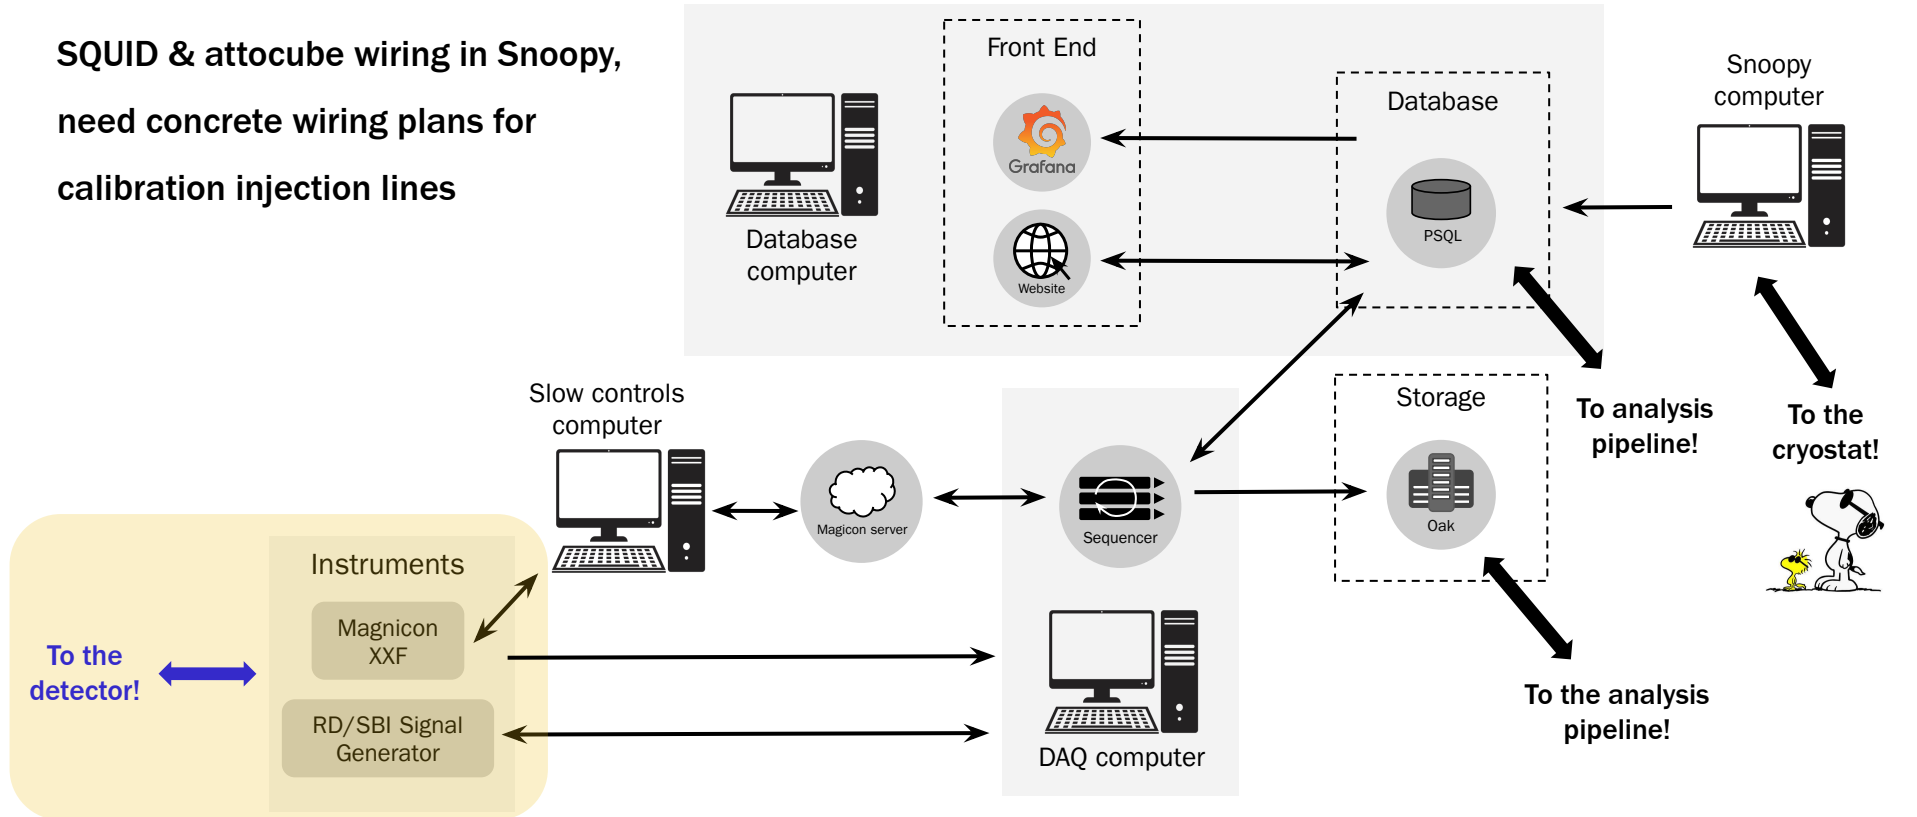 SQUID & attocube wiring in Snoopy,
need concrete wiring plans for
calibration injection lines
Front End
Grafana
Website
Database
computer
Database
PSQL
Snoopy
computer
To analysis
pipeline!
To the
cryostat!
Slow controls
computer
Magicon server
Sequencer
Storage
Oak
To the analysis
pipeline!
DAQ computer
Instruments
Magnicon
XXF
RD/SBI Signal
Generator
To the
detector!